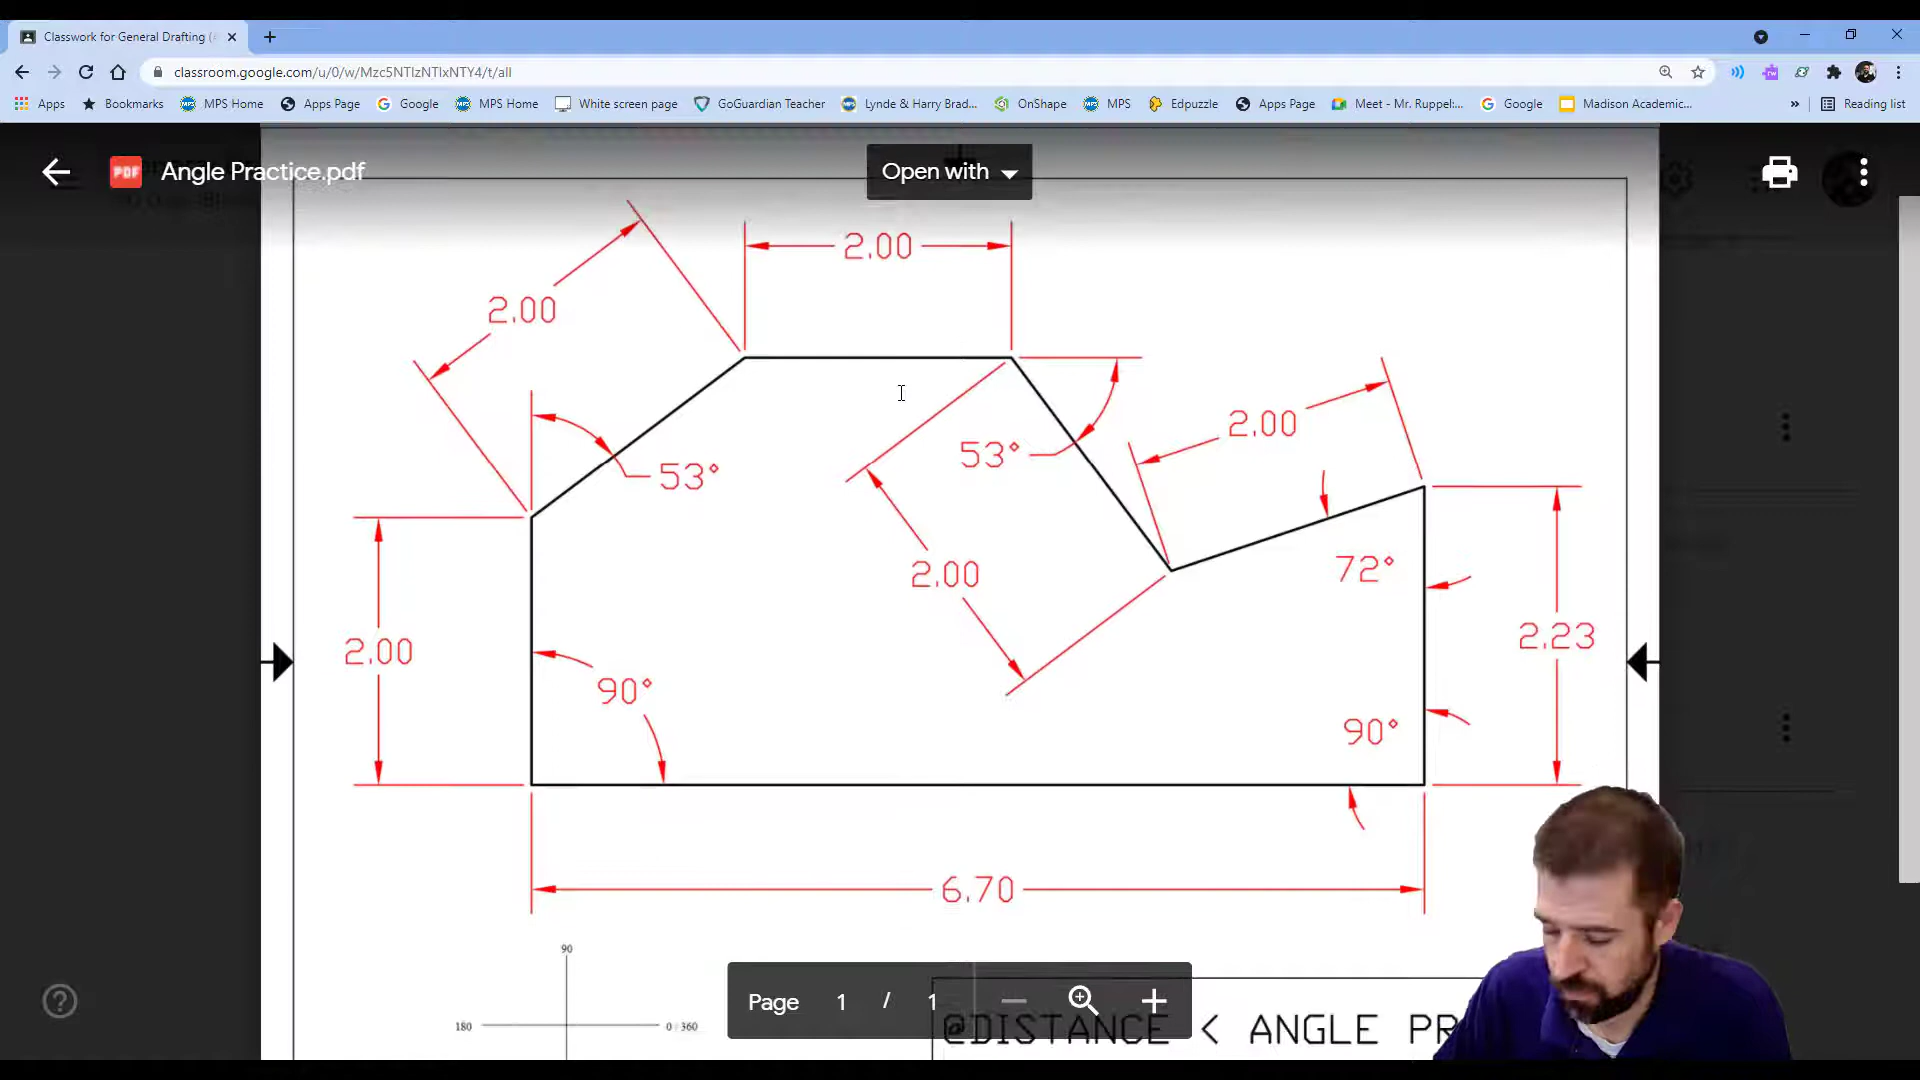 Classwork for General Drafting (
classroom.google.com/u/0/w/Mzc5NTIzNTIxNTY4/t/all
Apps Bookmarks MPS Home Apps Page Google MPS Home White screen page GoGuardian Teacher Lynde & Harry Brad... OnShape MPS Edpuzzle Apps Page Meet - Mr. Ruppel:... Google Madison Academic... » Reading list
PDF Angle Practice.pdf Open with
2.00
2.00
2.00
53°
53°
72°
2.00
2.23
2.00
90°
90°
6.70
90
Page 1 / 1
180 0/360
@DISTANCE < ANGLE PR